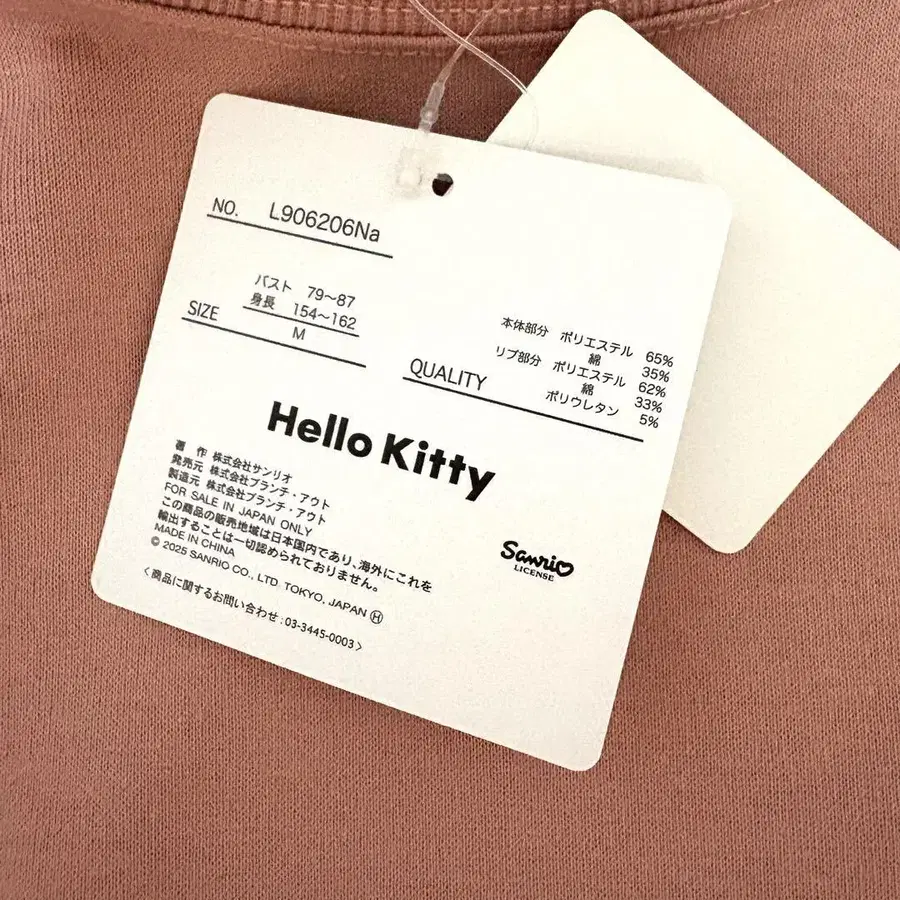 NO. L906206Na
バスト 79〜87
身長 154〜162
SIZE M
本体部分 ポリエステル 65%
綿 35%
リブ部分 ポリエステル 62%
綿 33%
ポリウレタン 5%
QUALITY
Hello Kitty
著 作 株式会社サンリオ
発売元 株式会社ブランチ・アウト
製造元 株式会社ブランチ・アウト
FOR SALE IN JAPAN ONLY
この商品の販売地域は日本国内であり、海外にこれを
輸出することは一切認められておりません。
MADE IN CHINA
© 2025 SANRIO CO., LTD. TOKYO, JAPAN Ⓗ
〈商品に関するお問い合わせ:03-3445-0003〉
Sanrio
LICENSE